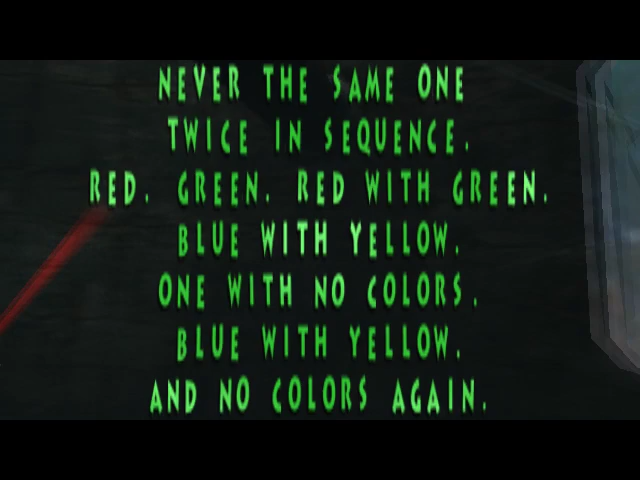 NEVER THE SAME ONE
TWICE IN SEQUENCE.
RED. GREEN. RED WITH GREEN.
BLUE WITH YELLOW.
ONE WITH NO COLORS.
BLUE WITH YELLOW.
AND NO COLORS AGAIN.